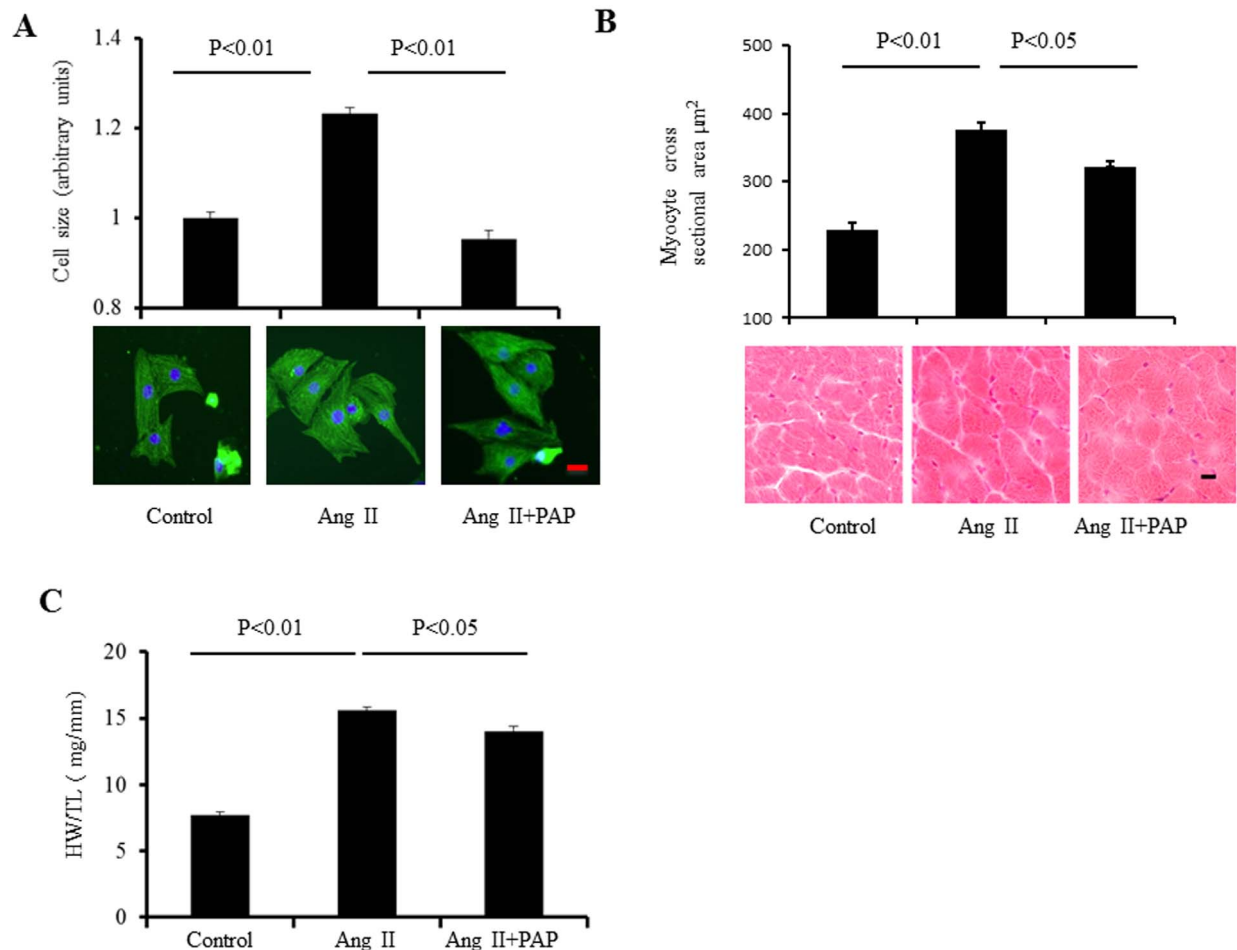 A
Cell size (arbitrary units)
1.4
1.2
1
0.8
P<0.01
P<0.01
Control
Ang II
Ang II+PAP
B
Myocyte cross
sectional area μm²
500
400
300
200
100
P<0.01
P<0.05
Control
Ang II
Ang II+PAP
C
HW/TL ( mg/mm)
20
15
10
5
0
P<0.01
P<0.05
Control
Ang II
Ang II+PAP